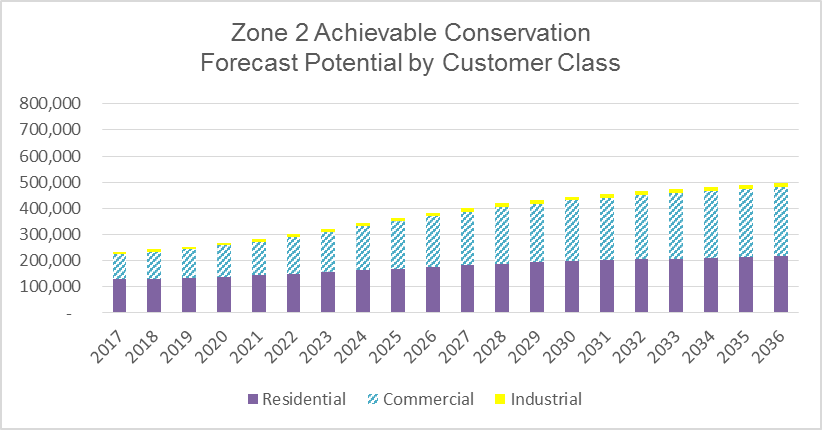 Zone 2 Achievable Conservation
Forecast Potential by Customer Class
800,000
700,000
600,000
500,000
400,000
300,000
200,000
100,000
-
2017 2018 2019 2020 2021 2022 2023 2024 2025 2026 2027 2028 2029 2030 2031 2032 2033 2034 2035 2036
Residential Commercial Industrial